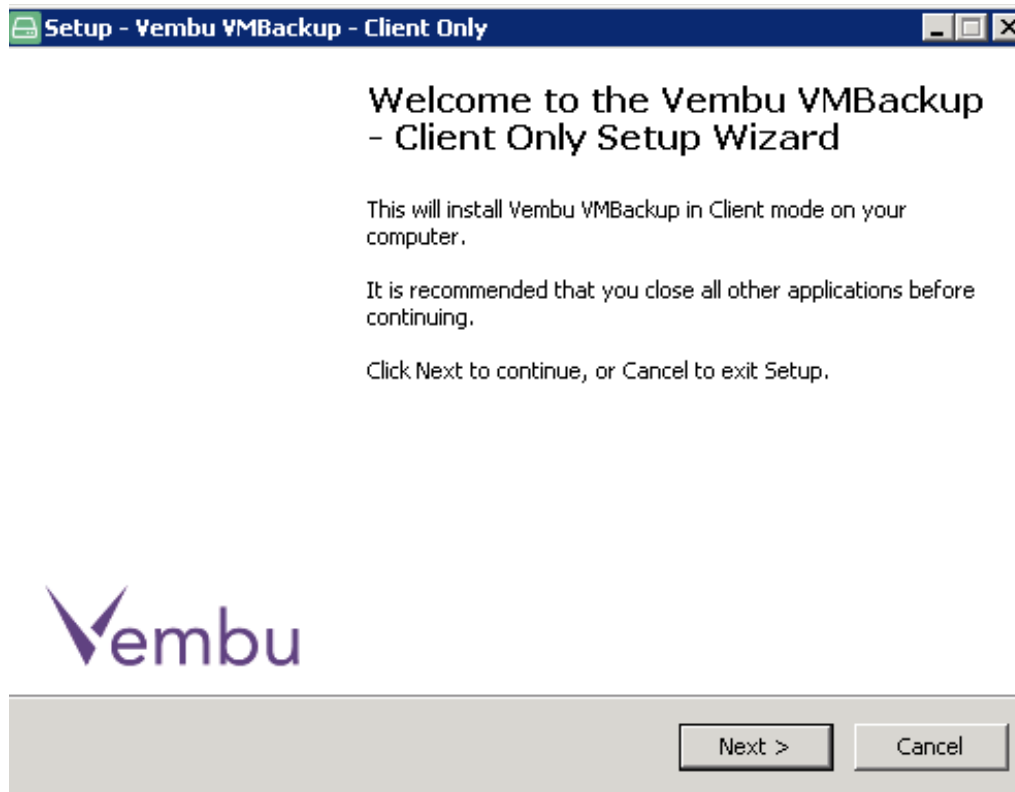 Setup - Vembu VMBackup - Client Only
Welcome to the Vembu VMBackup
- Client Only Setup Wizard
This will install Vembu VMBackup in Client mode on your
computer.
It is recommended that you close all other applications before
continuing.
Click Next to continue, or Cancel to exit Setup.
Vembu
Next >
Cancel